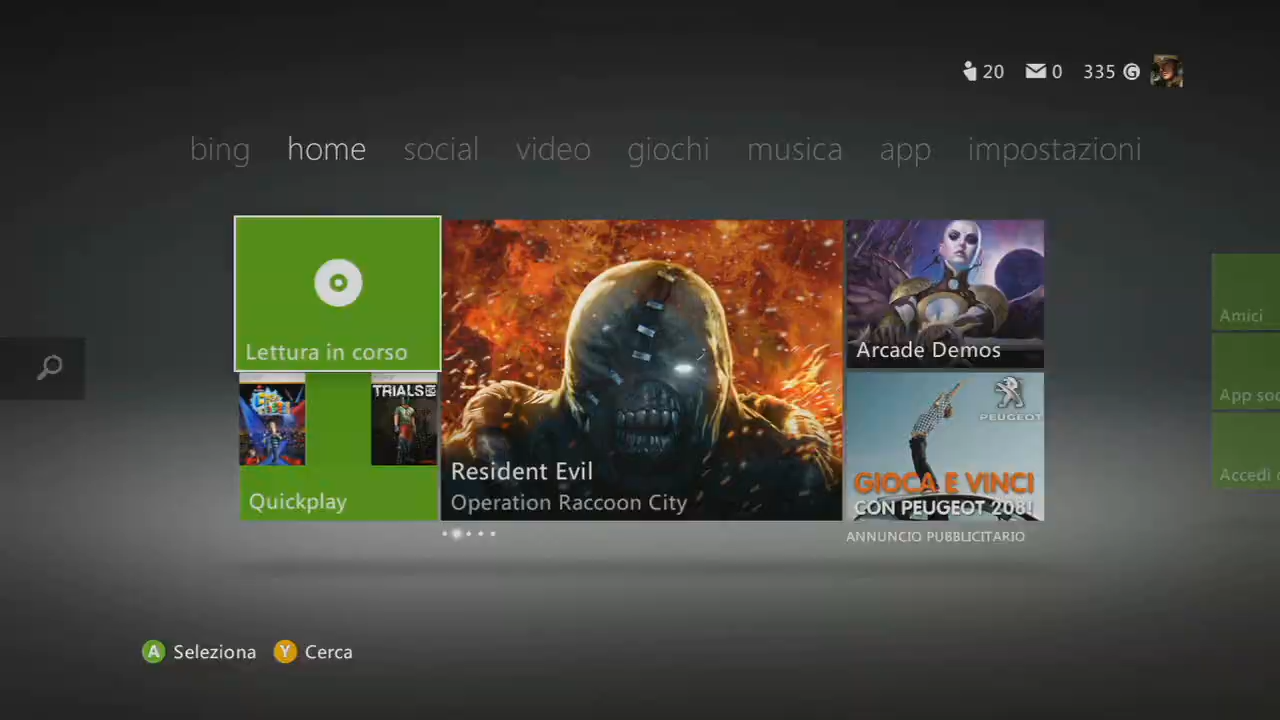 20 0 335 G
bing home social video giochi musica app impostazioni
Lettura in corso
TRIALS
Quickplay
Resident Evil
Operation Raccoon City
Arcade Demos
PEUGEOT
GIOCA E VINCI
CON PEUGEOT 208!
ANNUNCIO PUBBLICITARIO
Amici
App soc
Accedi
A Seleziona Y Cerca